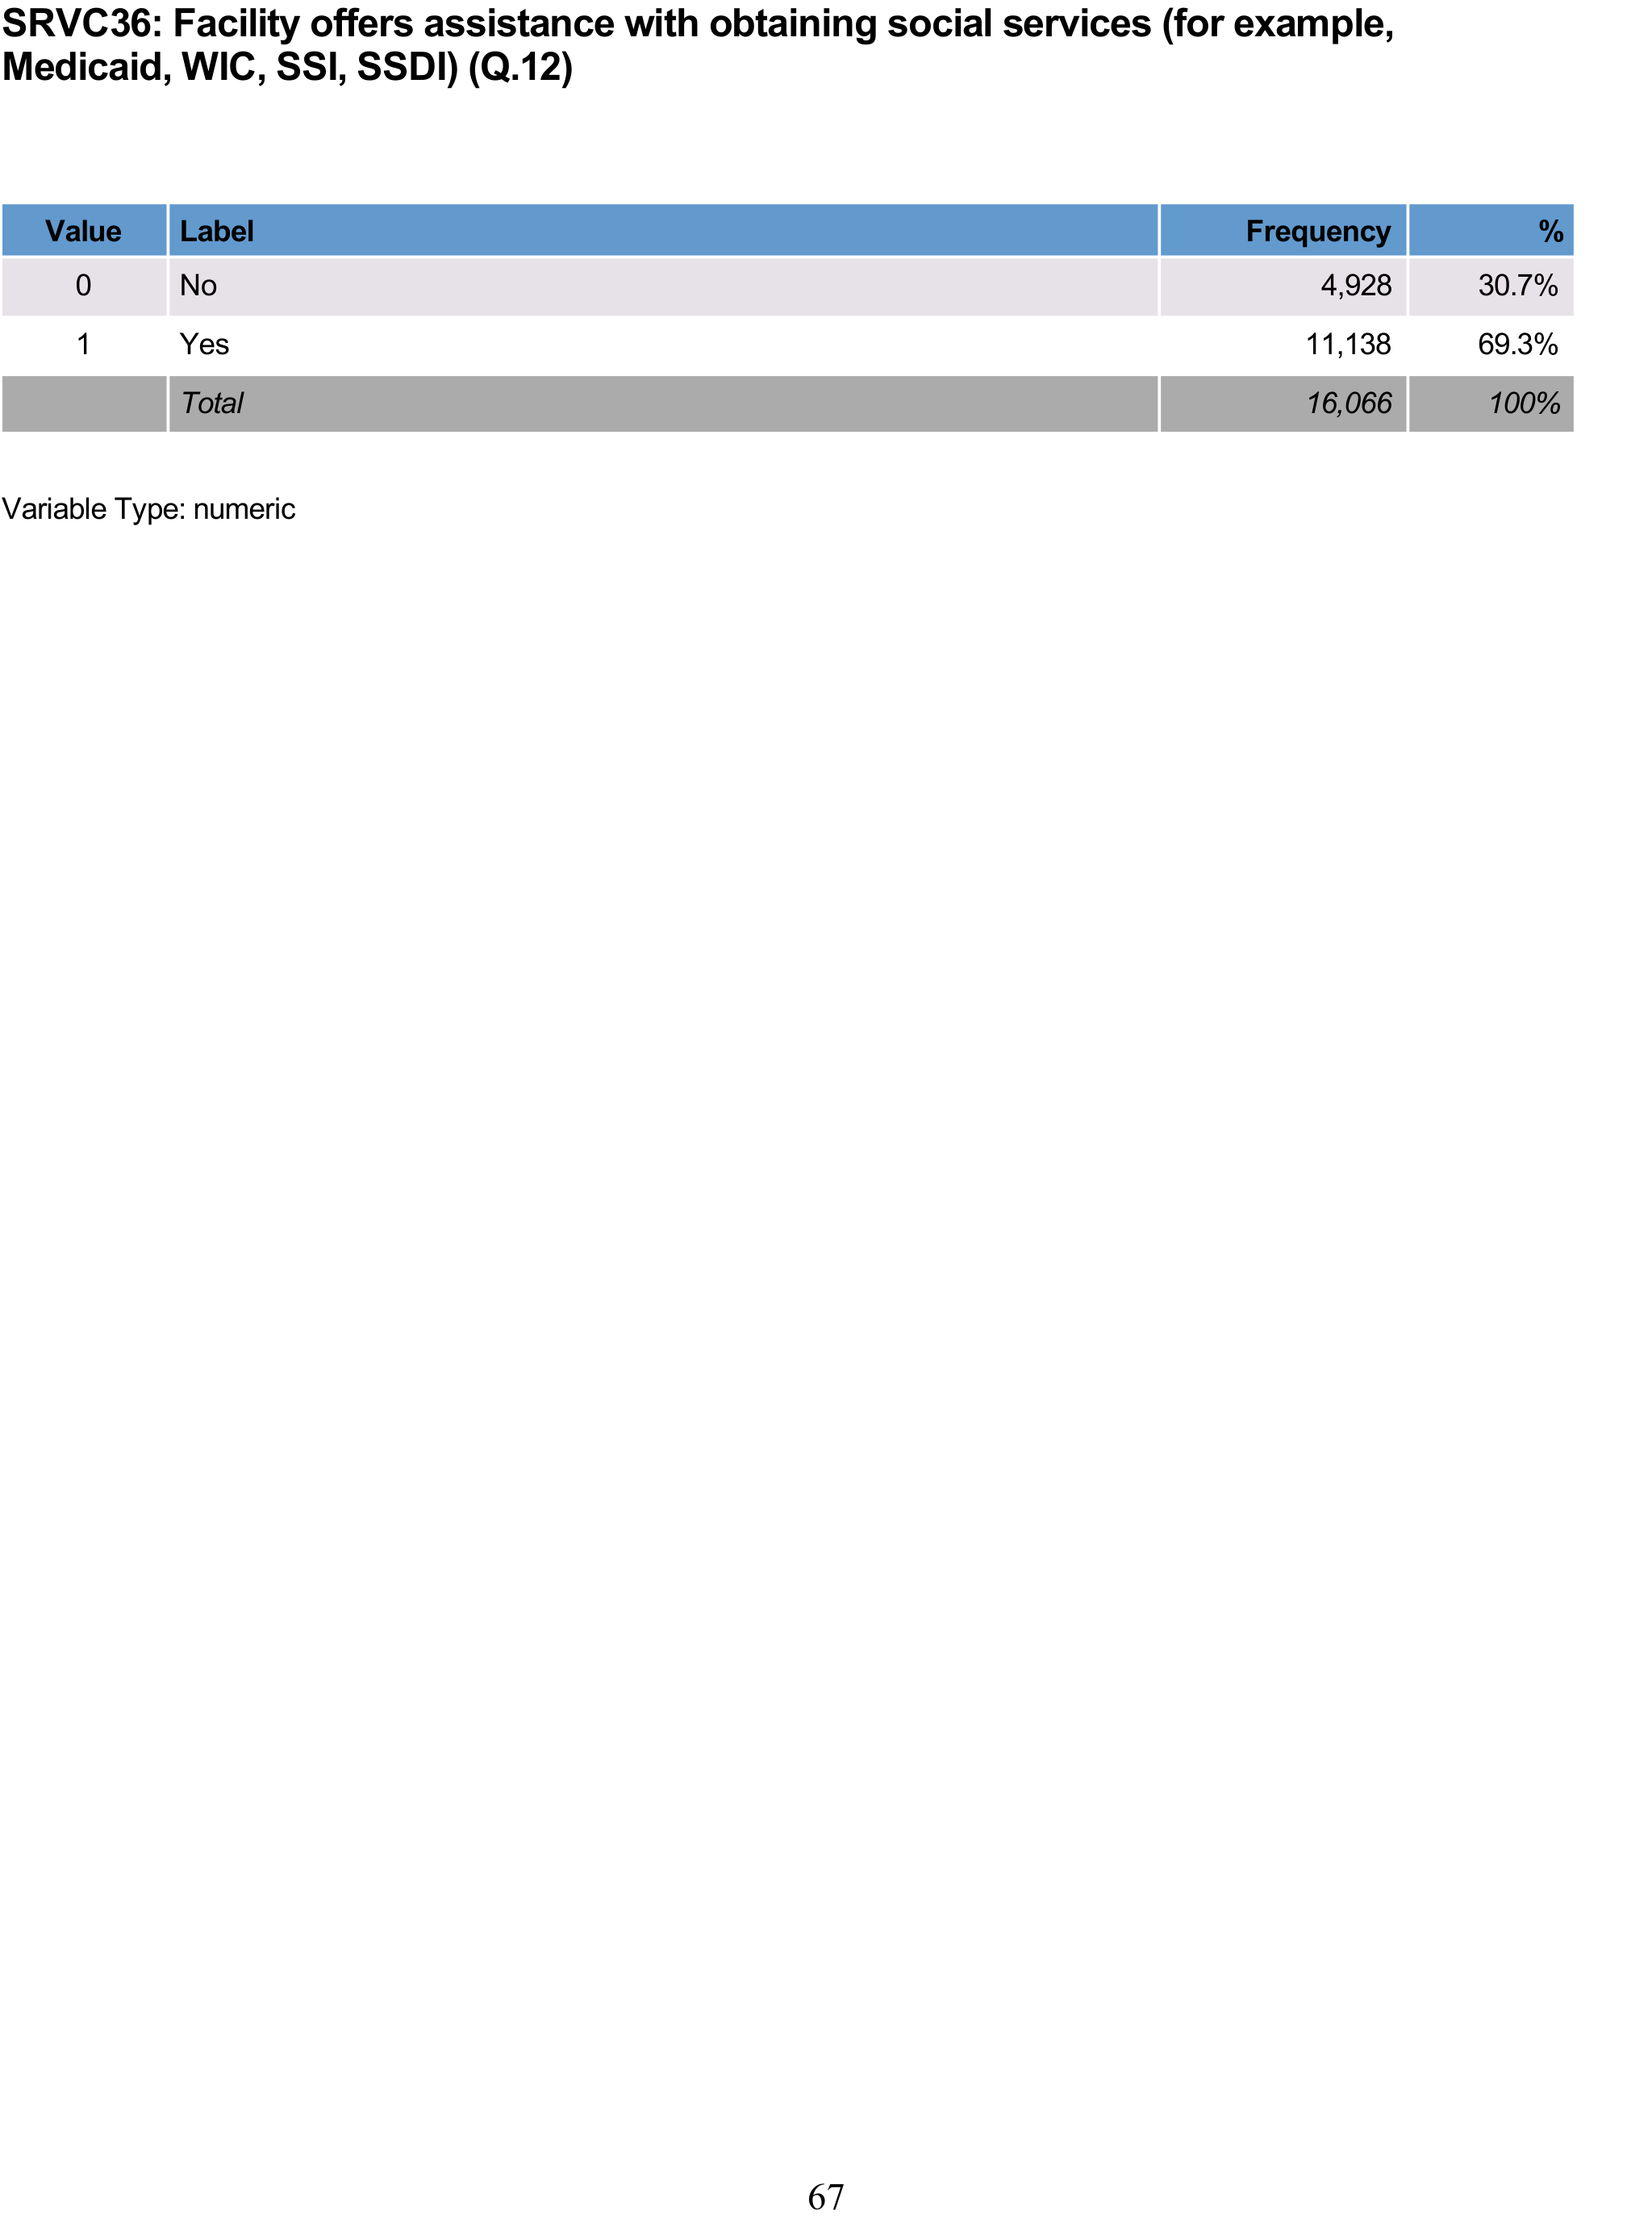 SRVC36: Facility offers assistance with obtaining social services (for example,
Medicaid, WIC, SSI, SSDI) (Q.12)
Value Label Frequency %
0 No 4,928 30.7%
1 Yes 11,138 69.3%
Total 16,066 100%
Variable Type: numeric
67